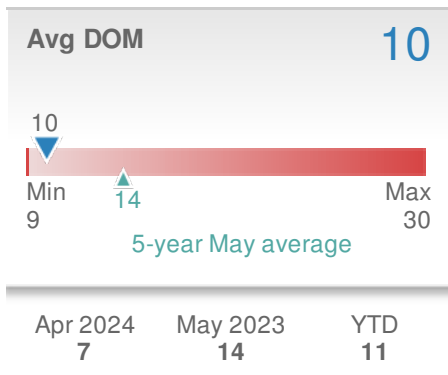 Avg DOM 10
10
Min Max
14
9 30
5-year May average
Apr 2024 May 2023 YTD
7 14 11